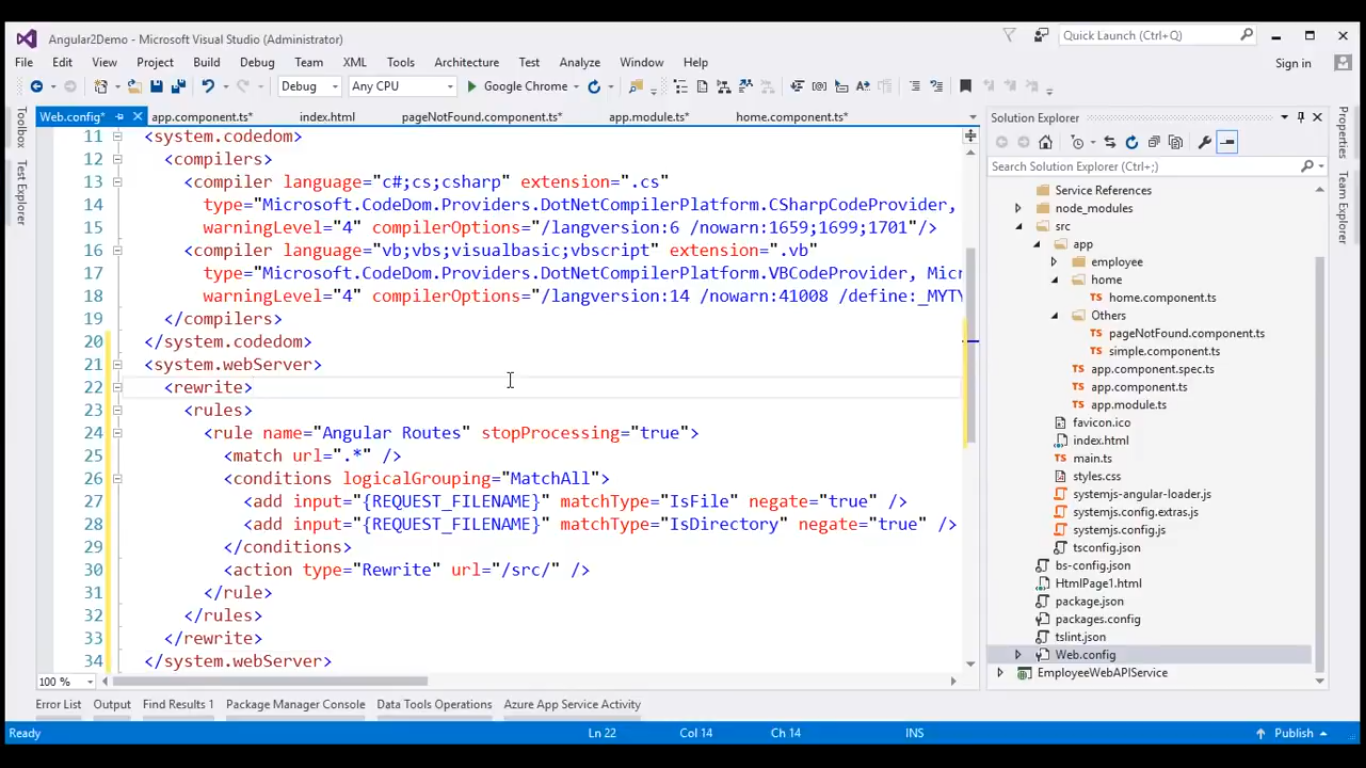 Angular2Demo - Microsoft Visual Studio (Administrator)
Quick Launch (Ctrl+Q)
File Edit View Project Build Debug Team XML Tools Architecture Test Analyze Window Help
Sign in
Debug Any CPU Google Chrome
Toolbox
Test Explorer
Web.config* app.component.ts* index.html pageNotFound.component.ts* app.module.ts* home.component.ts*
11 <system.codedom>
12 <compilers>
13 <compiler language="c#;cs;csharp" extension=".cs"
14 type="Microsoft.CodeDom.Providers.DotNetCompilerPlatform.CSharpCodeProvider,
15 warningLevel="4" compilerOptions="/langversion:6 /nowarn:1659;1699;1701"/>
16 <compiler language="vb;vbs;visualbasic;vbscript" extension=".vb"
17 type="Microsoft.CodeDom.Providers.DotNetCompilerPlatform.VBCodeProvider, Micr
18 warningLevel="4" compilerOptions="/langversion:14 /nowarn:41008 /define:_MYTY
19 </compilers>
20 </system.codedom>
21 <system.webServer>
22 <rewrite>
23 <rules>
24 <rule name="Angular Routes" stopProcessing="true">
25 <match url=".*" />
26 <conditions logicalGrouping="MatchAll">
27 <add input="{REQUEST_FILENAME}" matchType="IsFile" negate="true" />
28 <add input="{REQUEST_FILENAME}" matchType="IsDirectory" negate="true" />
29 </conditions>
30 <action type="Rewrite" url="/src/" />
31 </rule>
32 </rules>
33 </rewrite>
34 </system.webServer>
100 %
Solution Explorer
Search Solution Explorer (Ctrl+;)
Service References
node_modules
src
app
employee
home
home.component.ts
Others
pageNotFound.component.ts
simple.component.ts
app.component.spec.ts
app.component.ts
app.module.ts
favicon.ico
index.html
main.ts
styles.css
systemjs-angular-loader.js
systemjs.config.extras.js
systemjs.config.js
tsconfig.json
bs-config.json
HtmlPage1.html
package.json
packages.config
tslint.json
Web.config
EmployeeWebAPIService
Properties
Team Explorer
Error List Output Find Results 1 Package Manager Console Data Tools Operations Azure App Service Activity
Ready Ln 22 Col 14 Ch 14 INS Publish